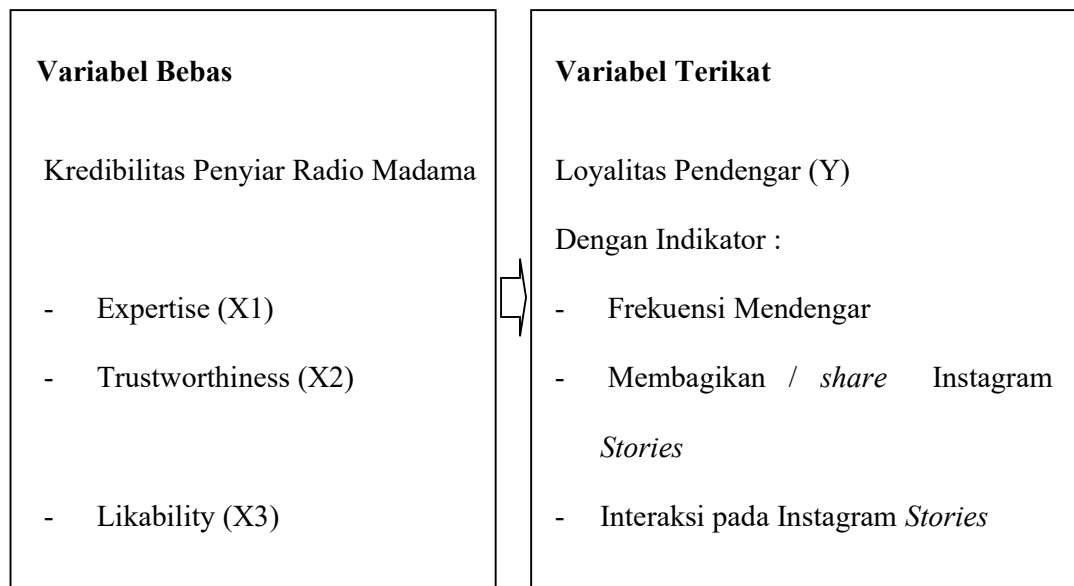 Variabel Bebas
Kredibilitas Penyiar Radio Madama
- Expertise (X1)
- Trustworthiness (X2)
- Likability (X3)
Variabel Terikat
Loyalitas Pendengar (Y)
Dengan Indikator :
- Frekuensi Mendengar
- Membagikan / share Instagram
Stories
- Interaksi pada Instagram Stories